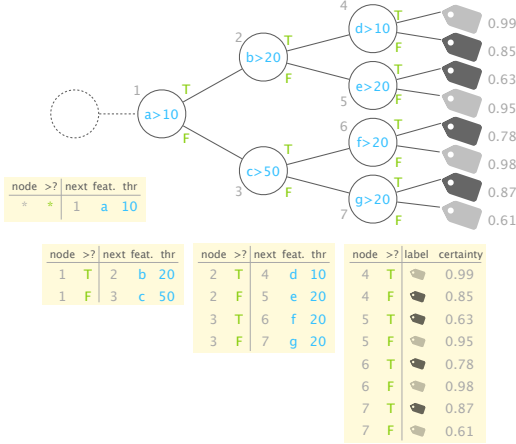 4
T
0.99
d>10
2
T
F
0.85
b>20
T
0.63
1
T
F
e>20
5
F
0.95
a>10
6
T
0.78
F
T
f>20
F
0.98
c>50
3
F
T
0.87
g>20
7
F
0.61
node >? next feat. thr
* * 1 a 10
node >? next feat. thr
1 T 2 b 20
1 F 3 c 50
node >? next feat. thr
2 T 4 d 10
2 F 5 e 20
3 T 6 f 20
3 F 7 g 20
node >? label certainty
4 T 0.99
4 F 0.85
5 T 0.63
5 F 0.95
6 T 0.78
6 F 0.98
7 T 0.87
7 F 0.61